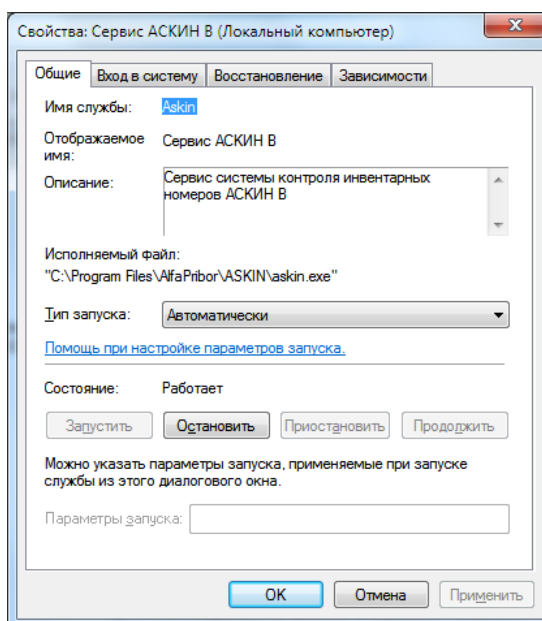 Свойства: Сервис АСКИН В (Локальный компьютер)
Общие Вход в систему Восстановление Зависимости
Имя службы: Askin
Отображаемое имя: Сервис АСКИН В
Описание: Сервис системы контроля инвентарных
номеров АСКИН В
Исполняемый файл:
"C:\Program Files\AlfaPribor\ASKIN\askin.exe"
Тип запуска: Автоматически
Помощь при настройке параметров запуска.
Состояние: Работает
Запустить Остановить Приостановить Продолжить
Можно указать параметры запуска, применяемые при запуске
службы из этого диалогового окна.
Параметры запуска:
OK Отмена Применить